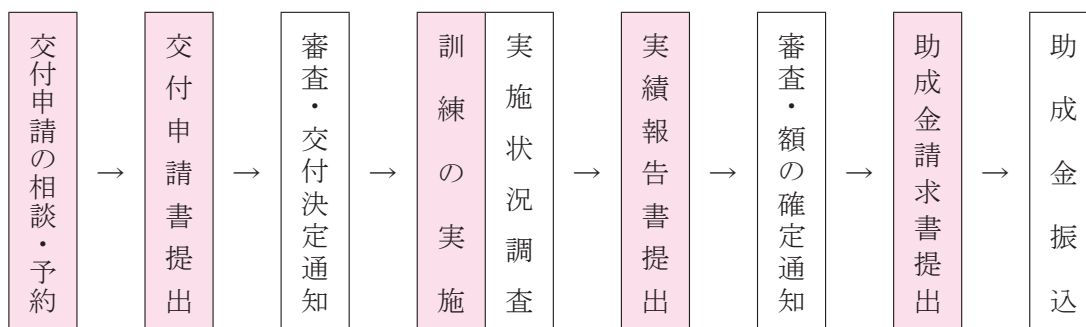 交付申請の相談・予約
→
交付申請書提出
→
審査・交付決定通知
→
訓練の実施
実施状況調査
→
実績報告書提出
→
審査・額の確定通知
→
助成金請求書提出
→
助成金振込